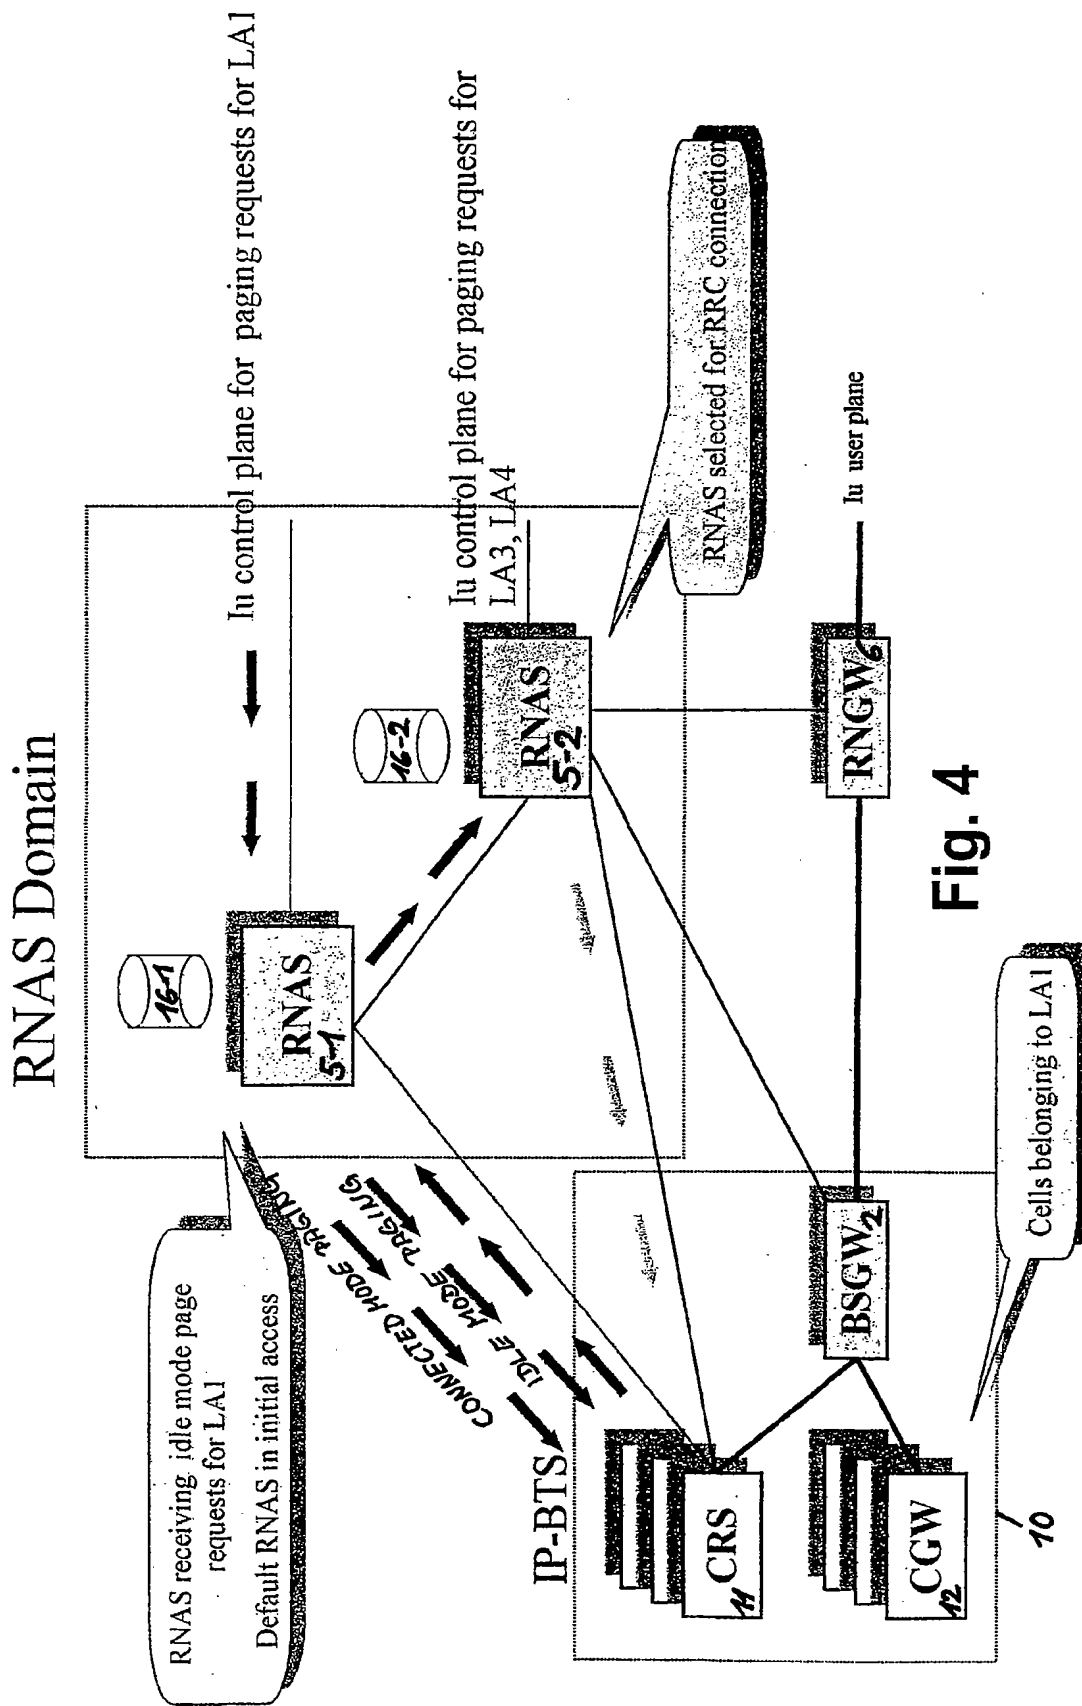 RNAS Domain
RNAS receiving idle mode page
requests for LA1
Default RNAS in initial access
16-1
RNAS
5-1
Iu control plane for paging requests for LA1
16-2
RNAS
5-2
Iu control plane for paging requests for
LA3, LA4
CONNECTED MODE PAGING
IDLE MODE PAGING
RNAS selected for RRC connection
IP-BTS
CRS
11
CGW
12
BSGW
2
RNGW
6
Iu user plane
Cells belonging to LA1
10
Fig. 4